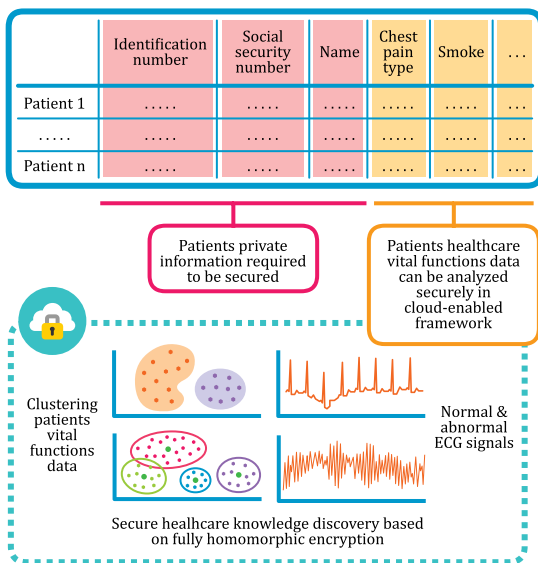 Identification number
Social security number
Name
Chest pain type
Smoke
...
Patient 1 ..... ..... ..... ..... ..... ...
..... ..... ..... ..... ..... ..... ...
Patient n ..... ..... ..... ..... ..... ...
Patients private
information required
to be secured
Patients healthcare
vital functions data
can be analyzed
securely in
cloud-enabled
framework
Clustering
patients
vital
functions
data
Normal &
abnormal
ECG signals
Secure healhcare knowledge discovery based
on fully homomorphic encryption